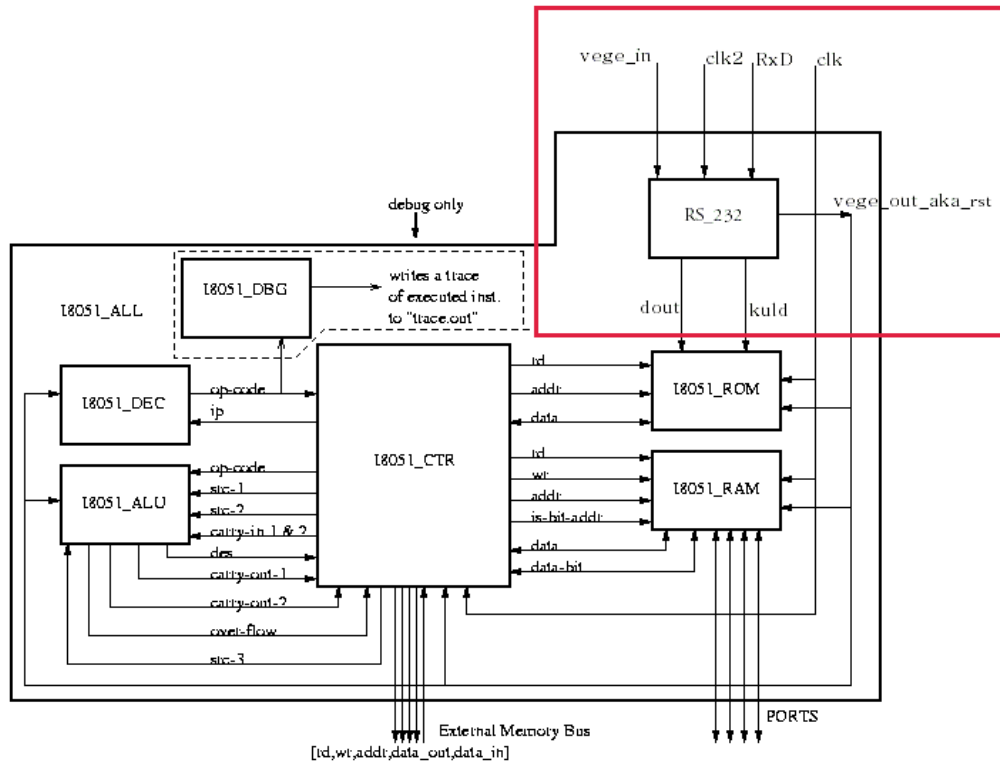 vege_in
clk2
RxD
clk
RS_232
vege_out_aka_rst
dout
kuld
debug only
I8051_DBG
writes a trace
of executed inst.
to "trace.out"
I8051_ALL
I8051_DEC
op-code
ip
I8051_CTR
rd
addr
data
I8051_ROM
I8051_ALU
op-code
src-1
src-2
carry-in 1 & 2
des
carry-out-1
carry-out-2
over-flow
src-3
rd
wr
addr
is-bit-addr
data
data-bit
I8051_RAM
PORTS
External Memory Bus
[rd,wr,addr,data_out,data_in]